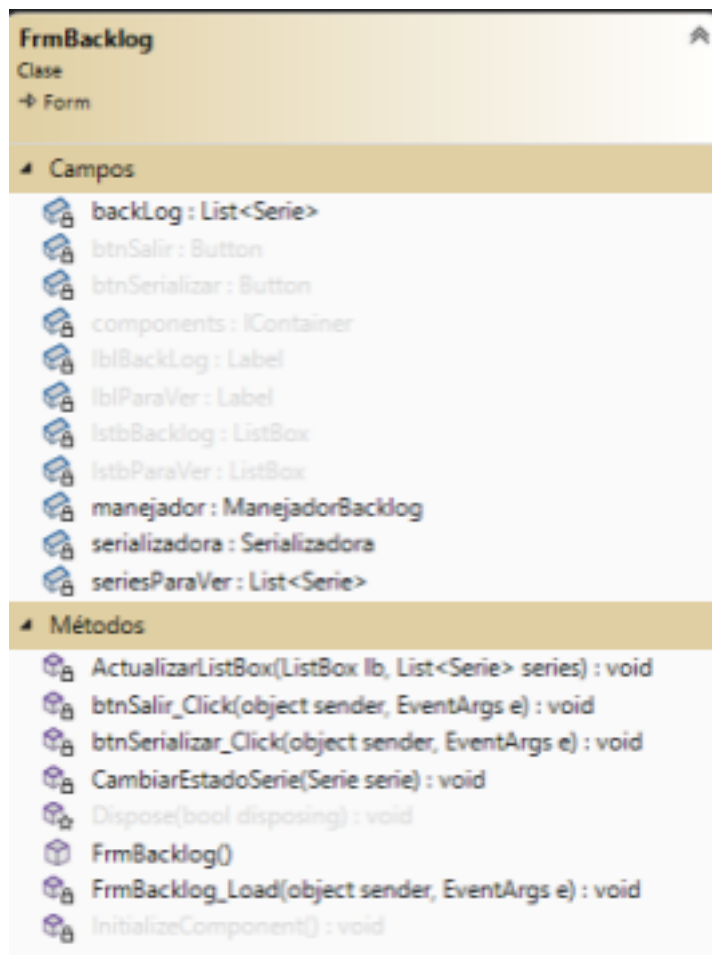 FrmBacklog
Clase
Form
Campos
backLog : List<Serie>
btnSalir : Button
btnSerializar : Button
components : IContainer
lblBackLog : Label
lblParaVer : Label
lstbBacklog : ListBox
lstbParaVer : ListBox
manejador : ManejadorBacklog
serializadora : Serializadora
seriesParaVer : List<Serie>
Métodos
ActualizarListBox(ListBox lb, List<Serie> series) : void
btnSalir_Click(object sender, EventArgs e) : void
btnSerializar_Click(object sender, EventArgs e) : void
CambiarEstadoSerie(Serie serie) : void
Dispose(bool disposing) : void
FrmBacklog()
FrmBacklog_Load(object sender, EventArgs e) : void
InitializeComponent() : void